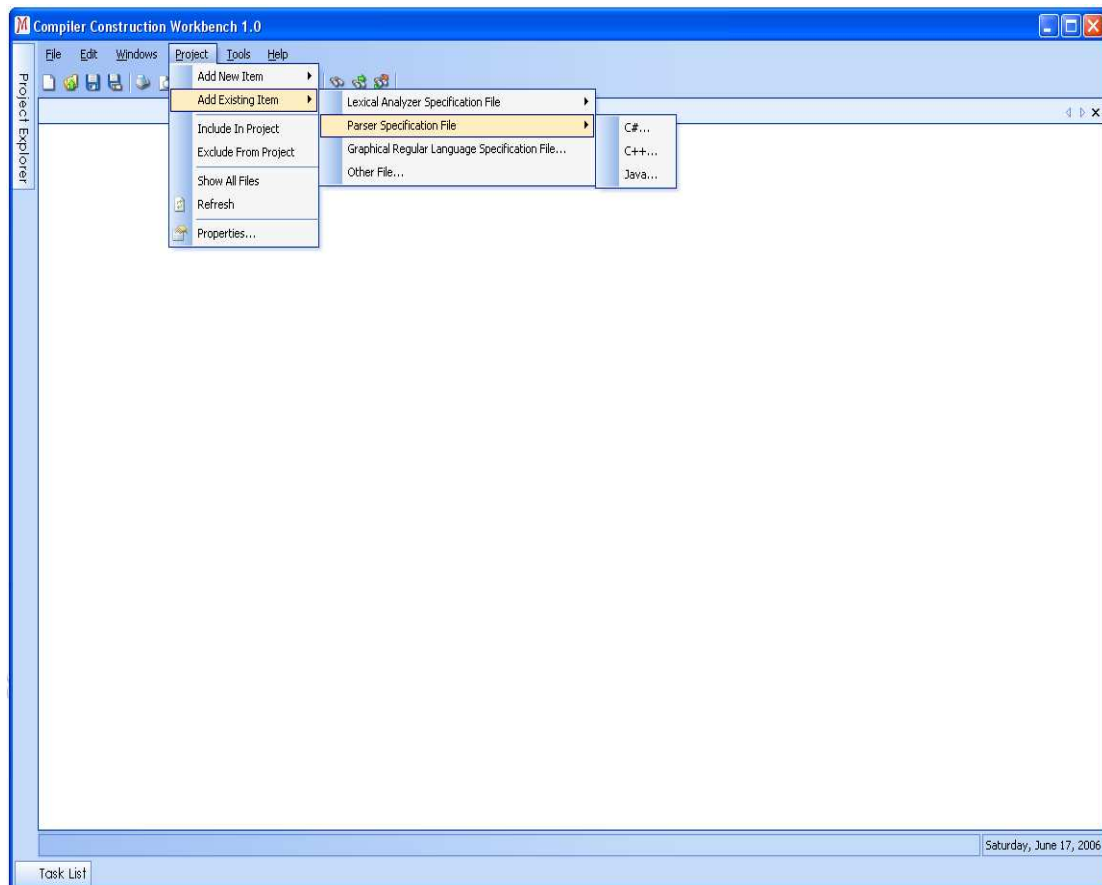 Compiler Construction Workbench 1.0
File Edit Windows Project Tools Help
Project Explorer
Add New Item
Add Existing Item
Include In Project
Exclude From Project
Show All Files
Refresh
Properties...
Lexical Analyzer Specification File
Parser Specification File
Graphical Regular Language Specification File...
Other File...
C#...
C++...
Java...
Saturday, June 17, 2006
Task List